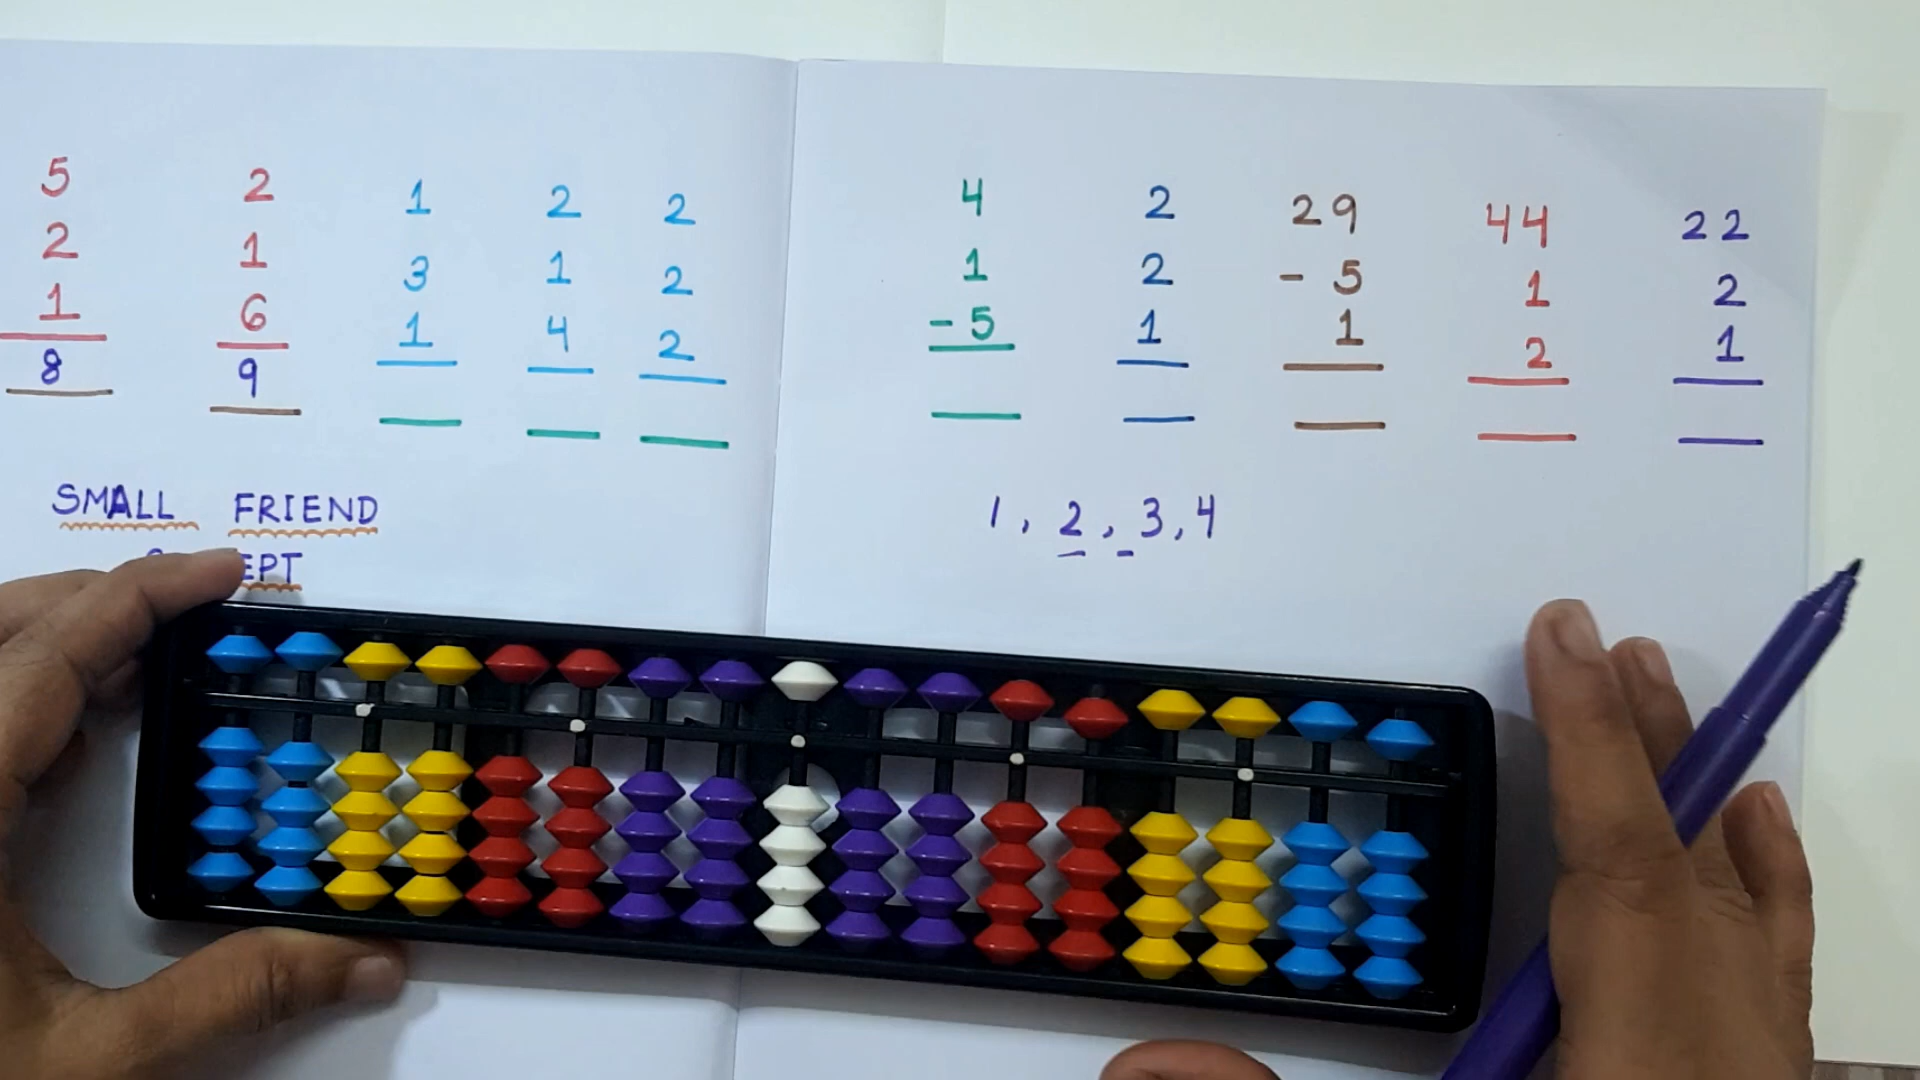 5 2 1 2 2
2 1 3 1 2
1 6 1 4 2
8 9
SMALL FRIEND
4 2 29 44 22
1 2 - 5 1 2
- 5 1 1 2 1
1, 2, 3, 4